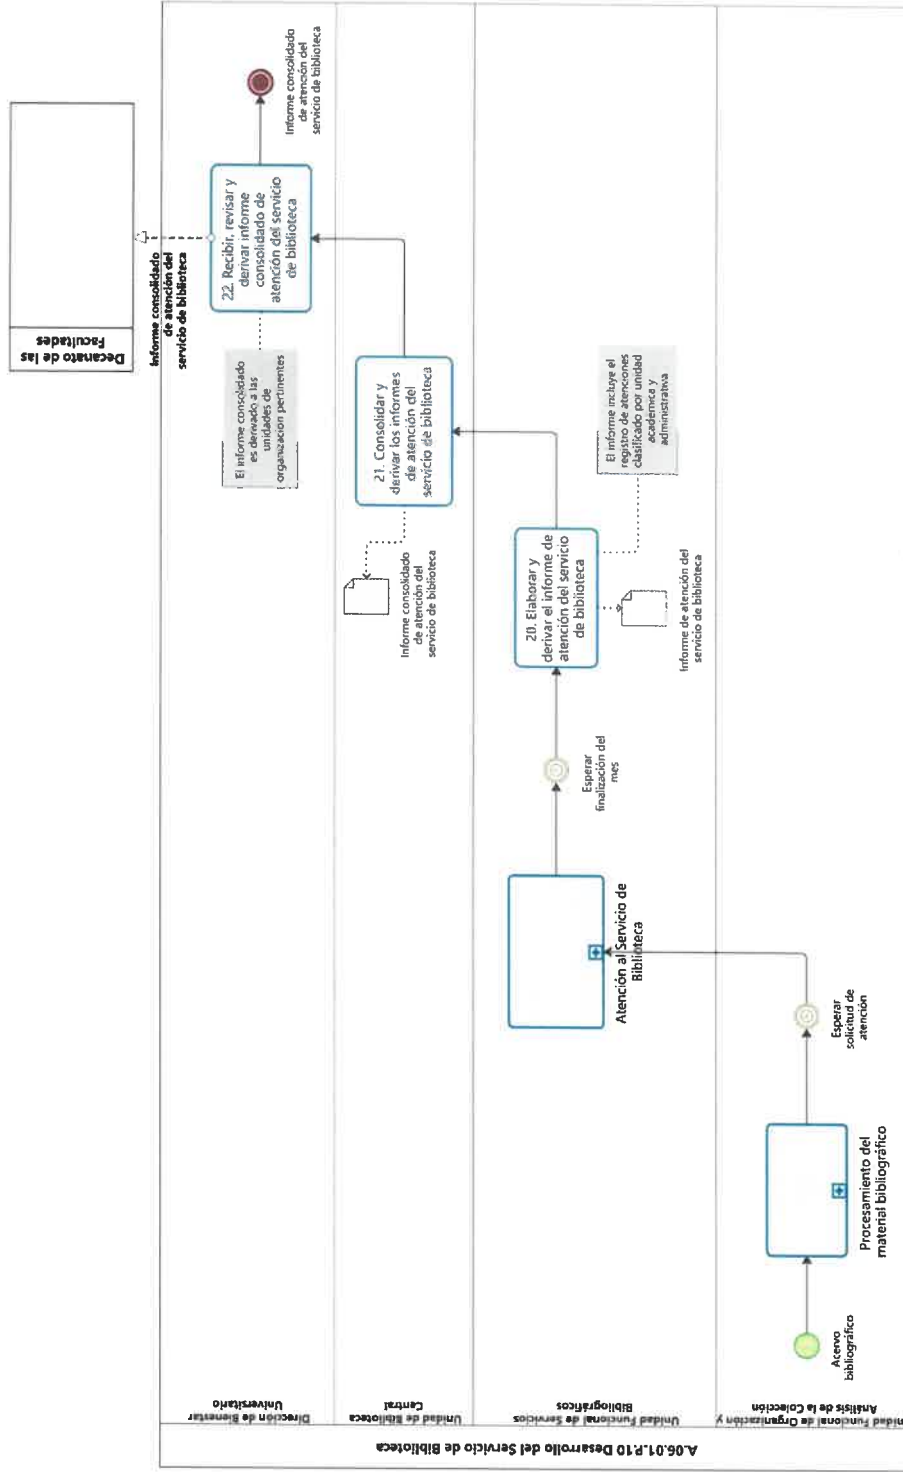 A.06.01.P.10 Desarrollo del Servicio de Biblioteca
Dirección de Bienestar
Universitario
Unidad de Biblioteca
Central
Unidad Funcional de Servicios
Bibliográficos
Unidad Funcional de Organización y
Análisis de la Colección
Decanato de las
Facultades
Informe consolidado
de atención del
servicio de biblioteca
22. Recibir, revisar y
derivar informe
consolidado de
atención del servicio
de biblioteca
Informe consolidado
de atención del
servicio de biblioteca
El informe consolidado
es derivado a las
unidades de
organización pertinentes
21. Consolidar y
derivar los informes
de atención del
servicio de biblioteca
Informe consolidado
de atención del
servicio de biblioteca
Atención al Servicio de
Biblioteca
Esperar
finalización del
mes
20. Elaborar y
derivar el informe de
atención del servicio
de biblioteca
Informe de atención del
servicio de biblioteca
El informe incluye el
registro de atenciones
clasificado por unidad
académica y
administrativa
Acervo
bibliográfico
Procesamiento del
material bibliográfico
Esperar
solicitud de
atención